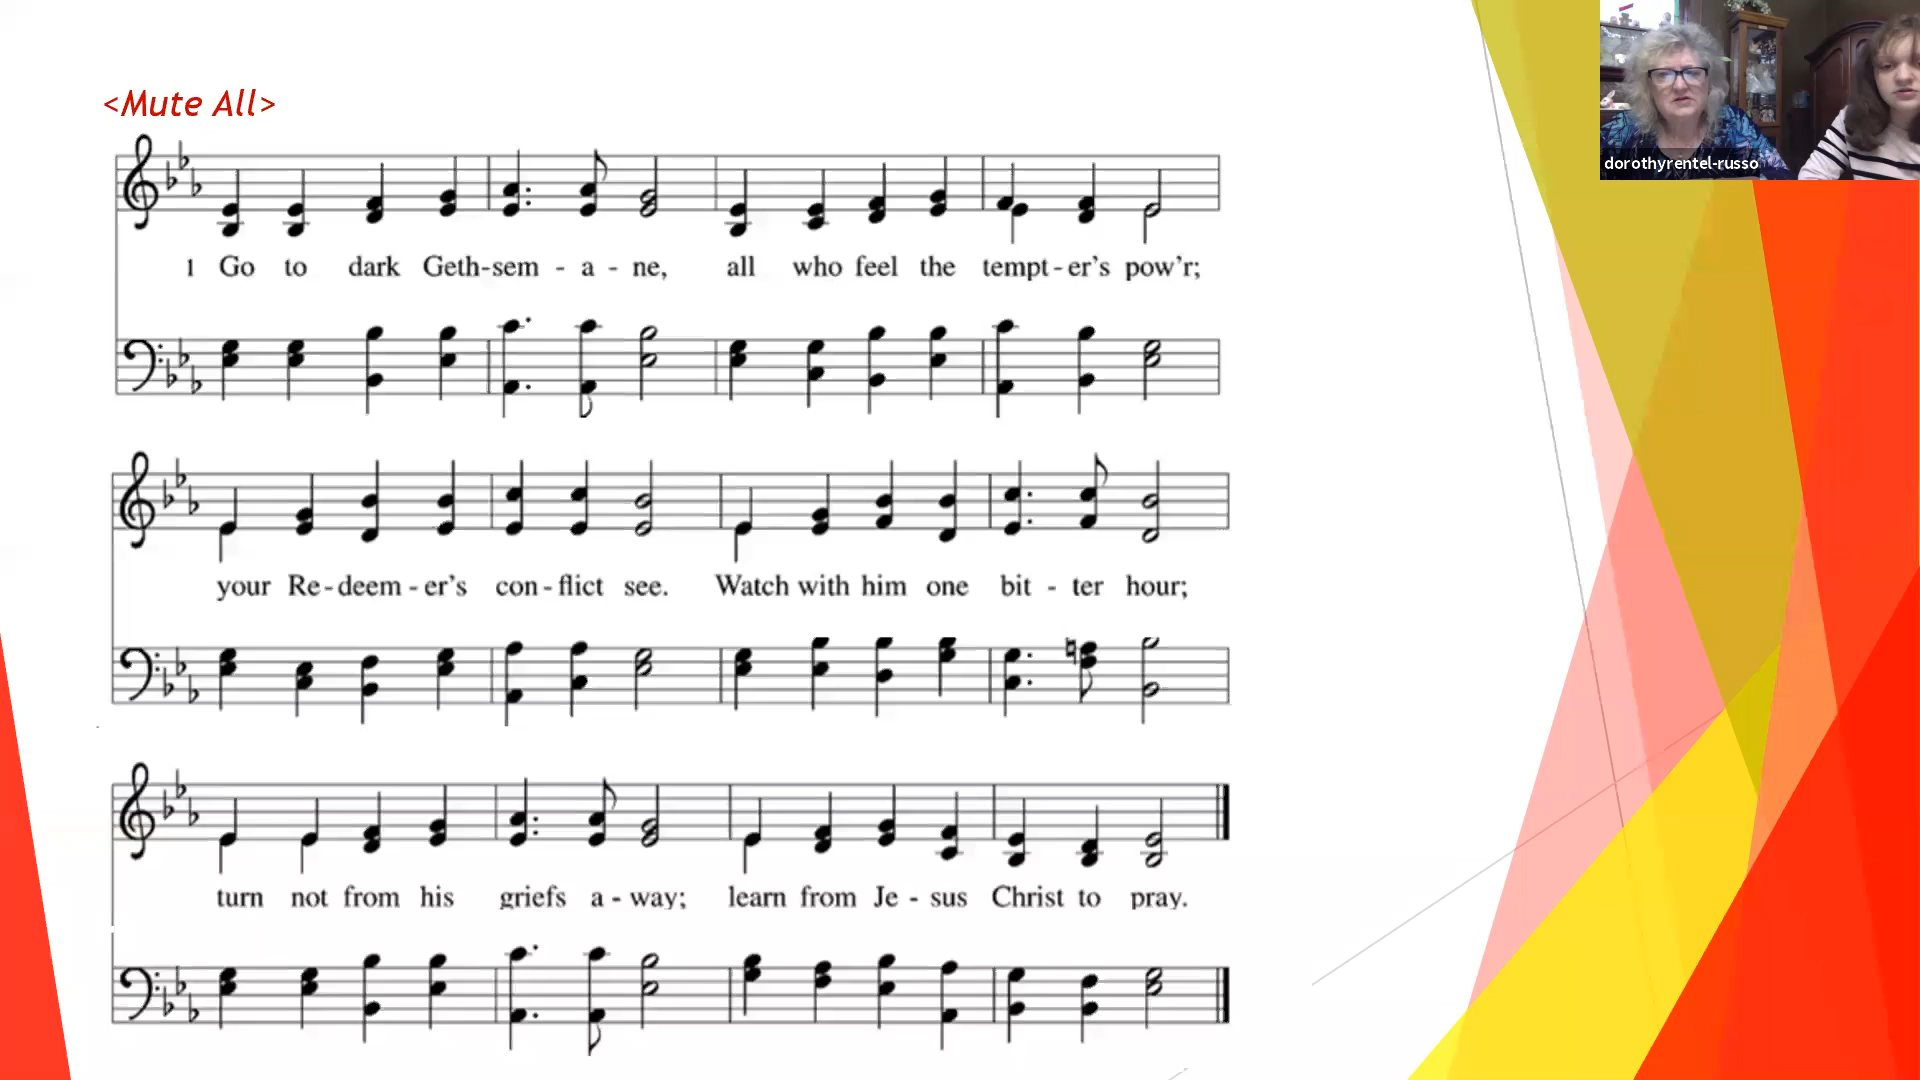 <Mute All>
dorothyrentel-russo
1 Go to dark Geth-sem - a - ne, all who feel the tempt-er's pow'r;
your Re-deem-er's con-flict see. Watch with him one bit - ter hour;
turn not from his griefs a-way; learn from Je - sus Christ to pray.